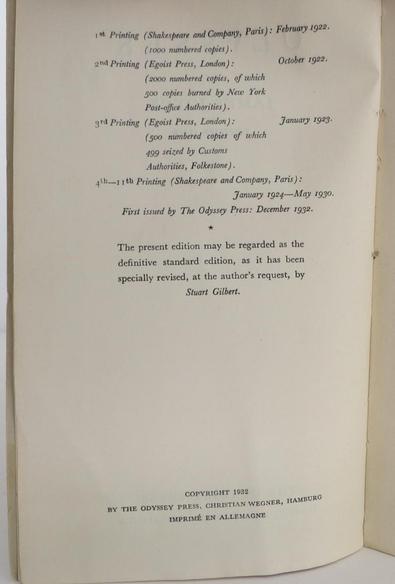 1st Printing (Shakespeare and Company, Paris): February 1922.
(1000 numbered copies).
2nd Printing (Egoist Press, London): October 1922.
(2000 numbered copies, of which
500 copies burned by New York
Post-office Authorities).
3rd Printing (Egoist Press, London): January 1923.
(500 numbered copies of which
499 seized by Customs
Authorities, Folkestone).
4th—11th Printing (Shakespeare and Company, Paris):
January 1924—May 1930.
First issued by The Odyssey Press: December 1932.
*
The present edition may be regarded as the
definitive standard edition, as it has been
specially revised, at the author's request, by
Stuart Gilbert.
COPYRIGHT 1932
BY THE ODYSSEY PRESS, CHRISTIAN WEGNER, HAMBURG
IMPRIMÉ EN ALLEMAGNE